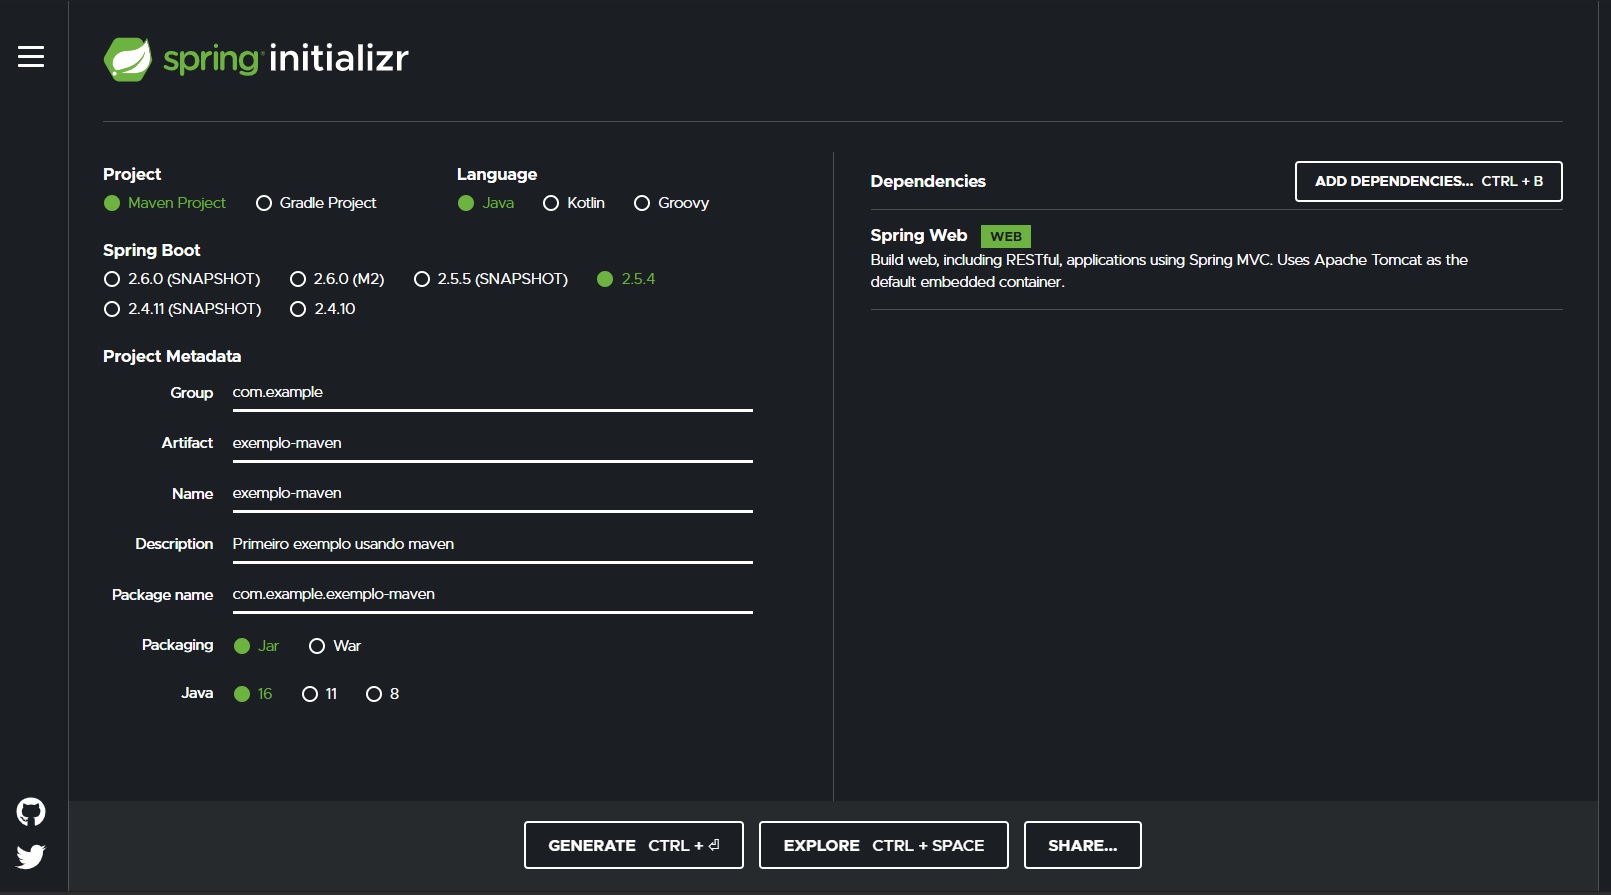 spring initializr
Project
Maven Project Gradle Project
Language
Java Kotlin Groovy
Spring Boot
2.6.0 (SNAPSHOT) 2.6.0 (M2) 2.5.5 (SNAPSHOT) 2.5.4
2.4.11 (SNAPSHOT) 2.4.10
Project Metadata
Group com.example
Artifact exemplo-maven
Name exemplo-maven
Description Primeiro exemplo usando maven
Package name com.example.exemplo-maven
Packaging Jar War
Java 16 11 8
Dependencies ADD DEPENDENCIES... CTRL + B
Spring Web WEB
Build web, including RESTful, applications using Spring MVC. Uses Apache Tomcat as the
default embedded container.
GENERATE CTRL + ⏎ EXPLORE CTRL + SPACE SHARE...